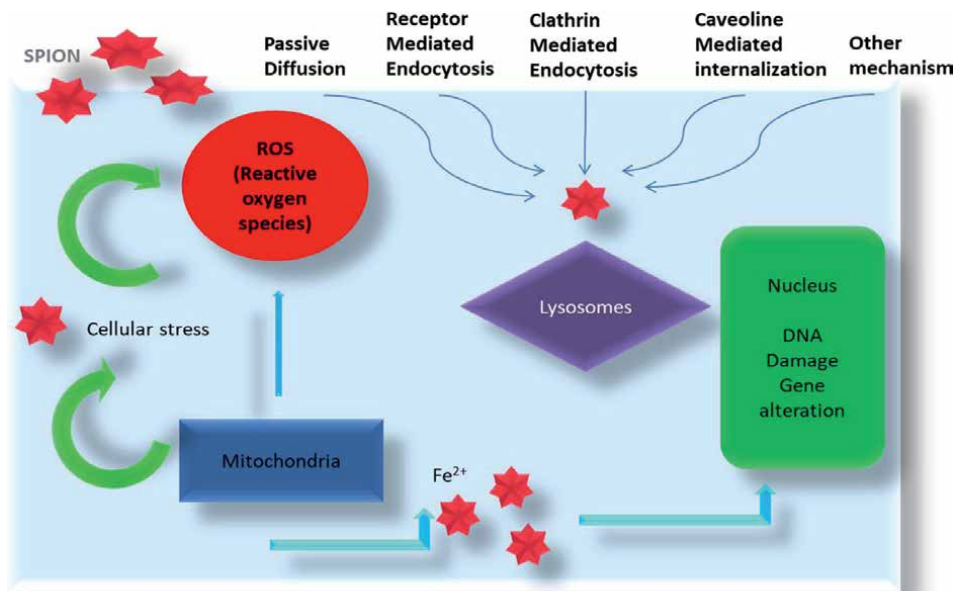 SPION
Passive
Diffusion
Receptor
Mediated
Endocytosis
Clathrin
Mediated
Endocytosis
Caveoline
Mediated
internalization
Other
mechanism
ROS
(Reactive
oxygen
species)
Cellular stress
Lysosomes
Nucleus
DNA
Damage
Gene
alteration
Mitochondria
Fe²⁺